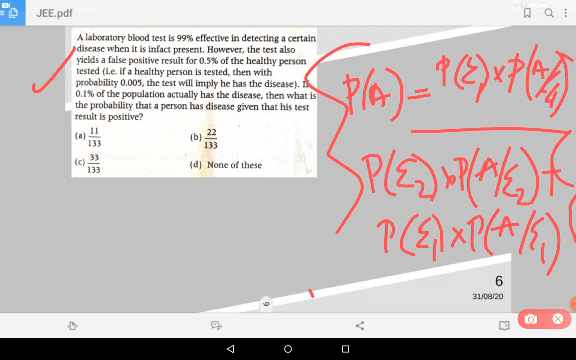 JEE.pdf
A laboratory blood test is 99% effective in detecting a certain
disease when it is infact present. However, the test also
yields a false positive result for 0.5% of the healthy person
tested (i.e. if a healthy person is tested, then with
probability 0.005, the test will imply he has the disease).
0.1% of the population actually has the disease, then what is
the probability that a person has disease given that his test
result is positive?
(a) 11/133 (b) 22/133
(c) 33/133 (d) None of these
P(A) = P(E₁) × P(A/
P(E₂) × P(A/E₂) +
P(E₁) × P(A/E₁)
6
31/08/20